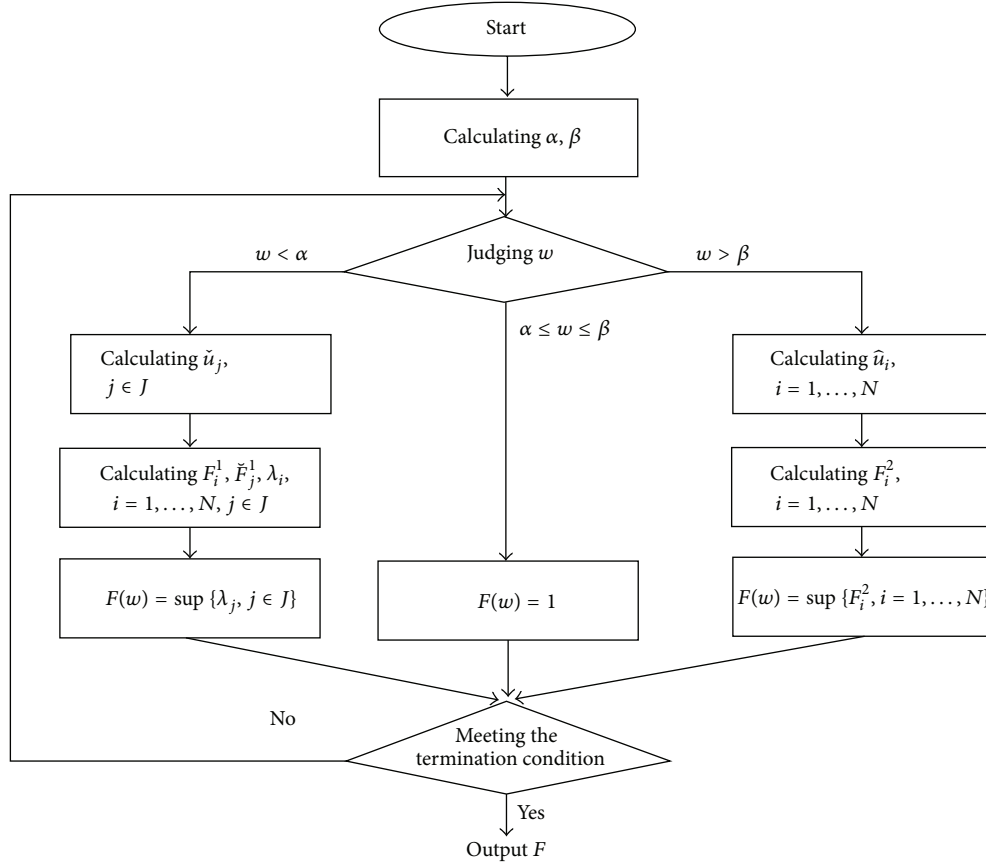 Start
Calculating α, β
Judging w
w < α
w > β
α ≤ w ≤ β
Calculating ǔ_j,
j ∈ J
Calculating û_i,
i = 1, . . . , N
Calculating F_i^1, F̆_j^1, λ_i,
i = 1, . . . , N, j ∈ J
Calculating F_i^2,
i = 1, . . . , N
F(w) = sup {λ_j, j ∈ J}
F(w) = 1
F(w) = sup {F_i^2, i = 1, . . . , N}
No
Meeting the
termination condition
Yes
Output F